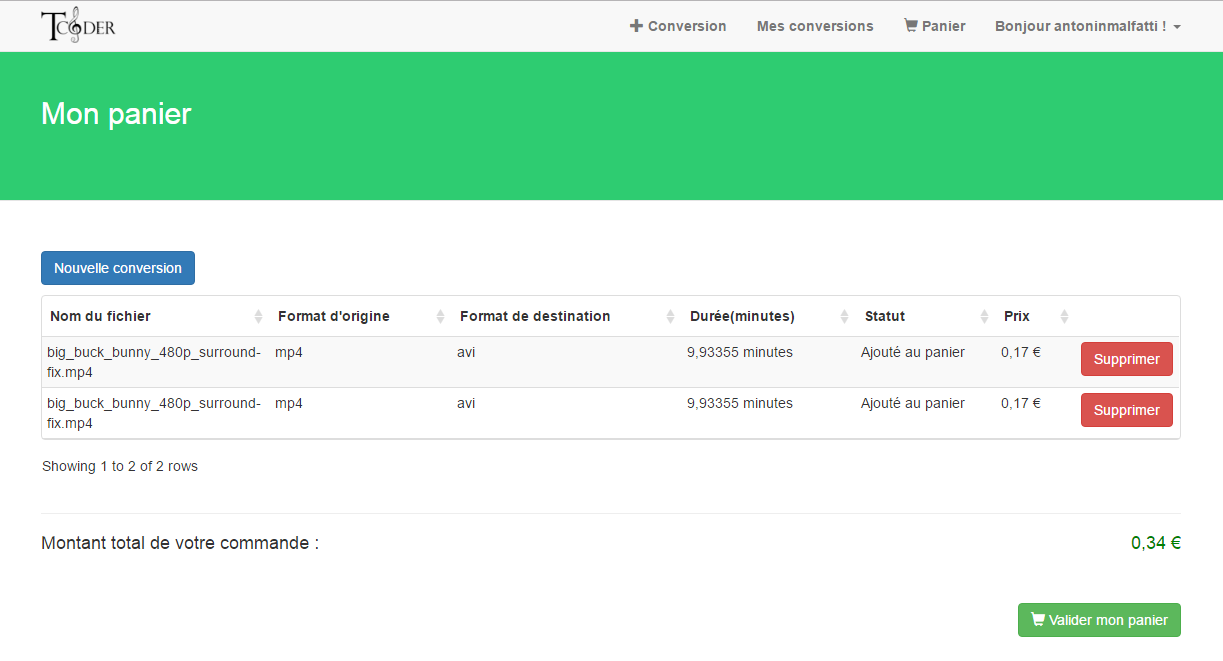 TCODER
Conversion Mes conversions Panier Bonjour antoninmalfatti !
Mon panier
Nouvelle conversion
Nom du fichier Format d'origine Format de destination Durée(minutes) Statut Prix
big_buck_bunny_480p_surround- mp4 avi 9,93355 minutes Ajouté au panier 0,17 € Supprimer
fix.mp4
big_buck_bunny_480p_surround- mp4 avi 9,93355 minutes Ajouté au panier 0,17 € Supprimer
fix.mp4
Showing 1 to 2 of 2 rows
Montant total de votre commande : 0,34 €
Valider mon panier